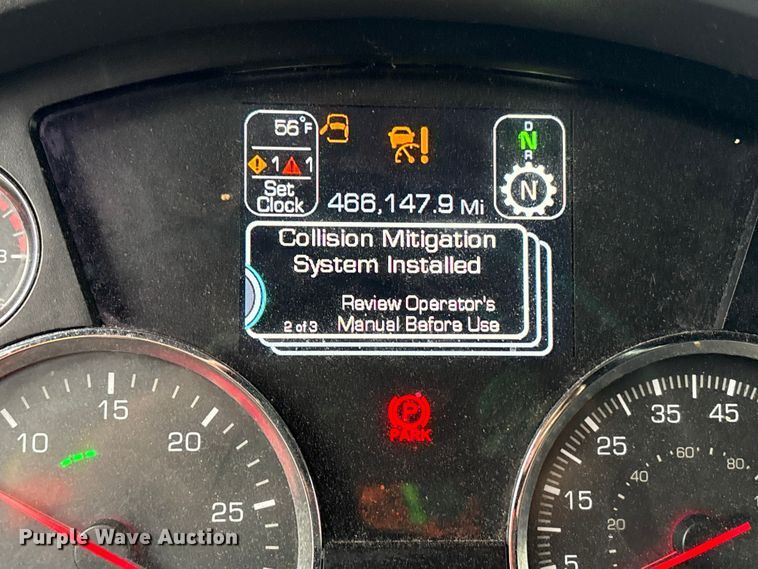 56°F
1 1
Set
Clock
466,147.9 Mi
D
N
R
N
Collision Mitigation
System Installed
Review Operator's
2 of 3 Manual Before Use
P
PARK
10
15
20
25
5
15
25
35
45
20
40
60
80
Purple Wave Auction